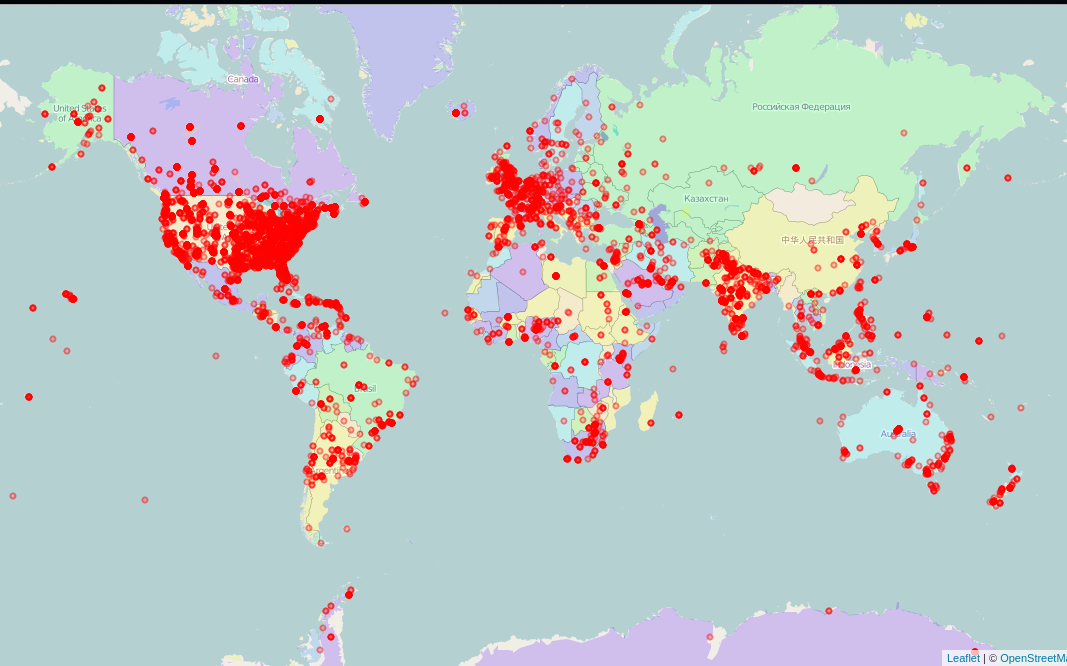 Canada
United States
of America
Российская Федерация
Казахстан
中华人民共和国
Brasil
Indonesia
Australia
Argentina
Leaflet | © OpenStreetMa